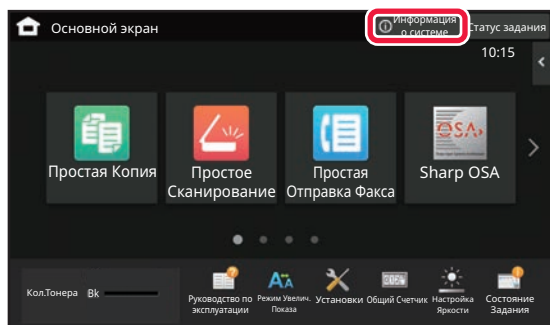 Основной экран
Информация
о системе
Статус задания
10:15
Простая Копия
Простое
Сканирование
Простая
Отправка Факса
Sharp OSA
Кол.Тонера Bk
Руководство по
эксплуатации
Режим Увелич.
Показа
Установки
Общий Счетчик
Настройка
Яркости
Состояние
Задания